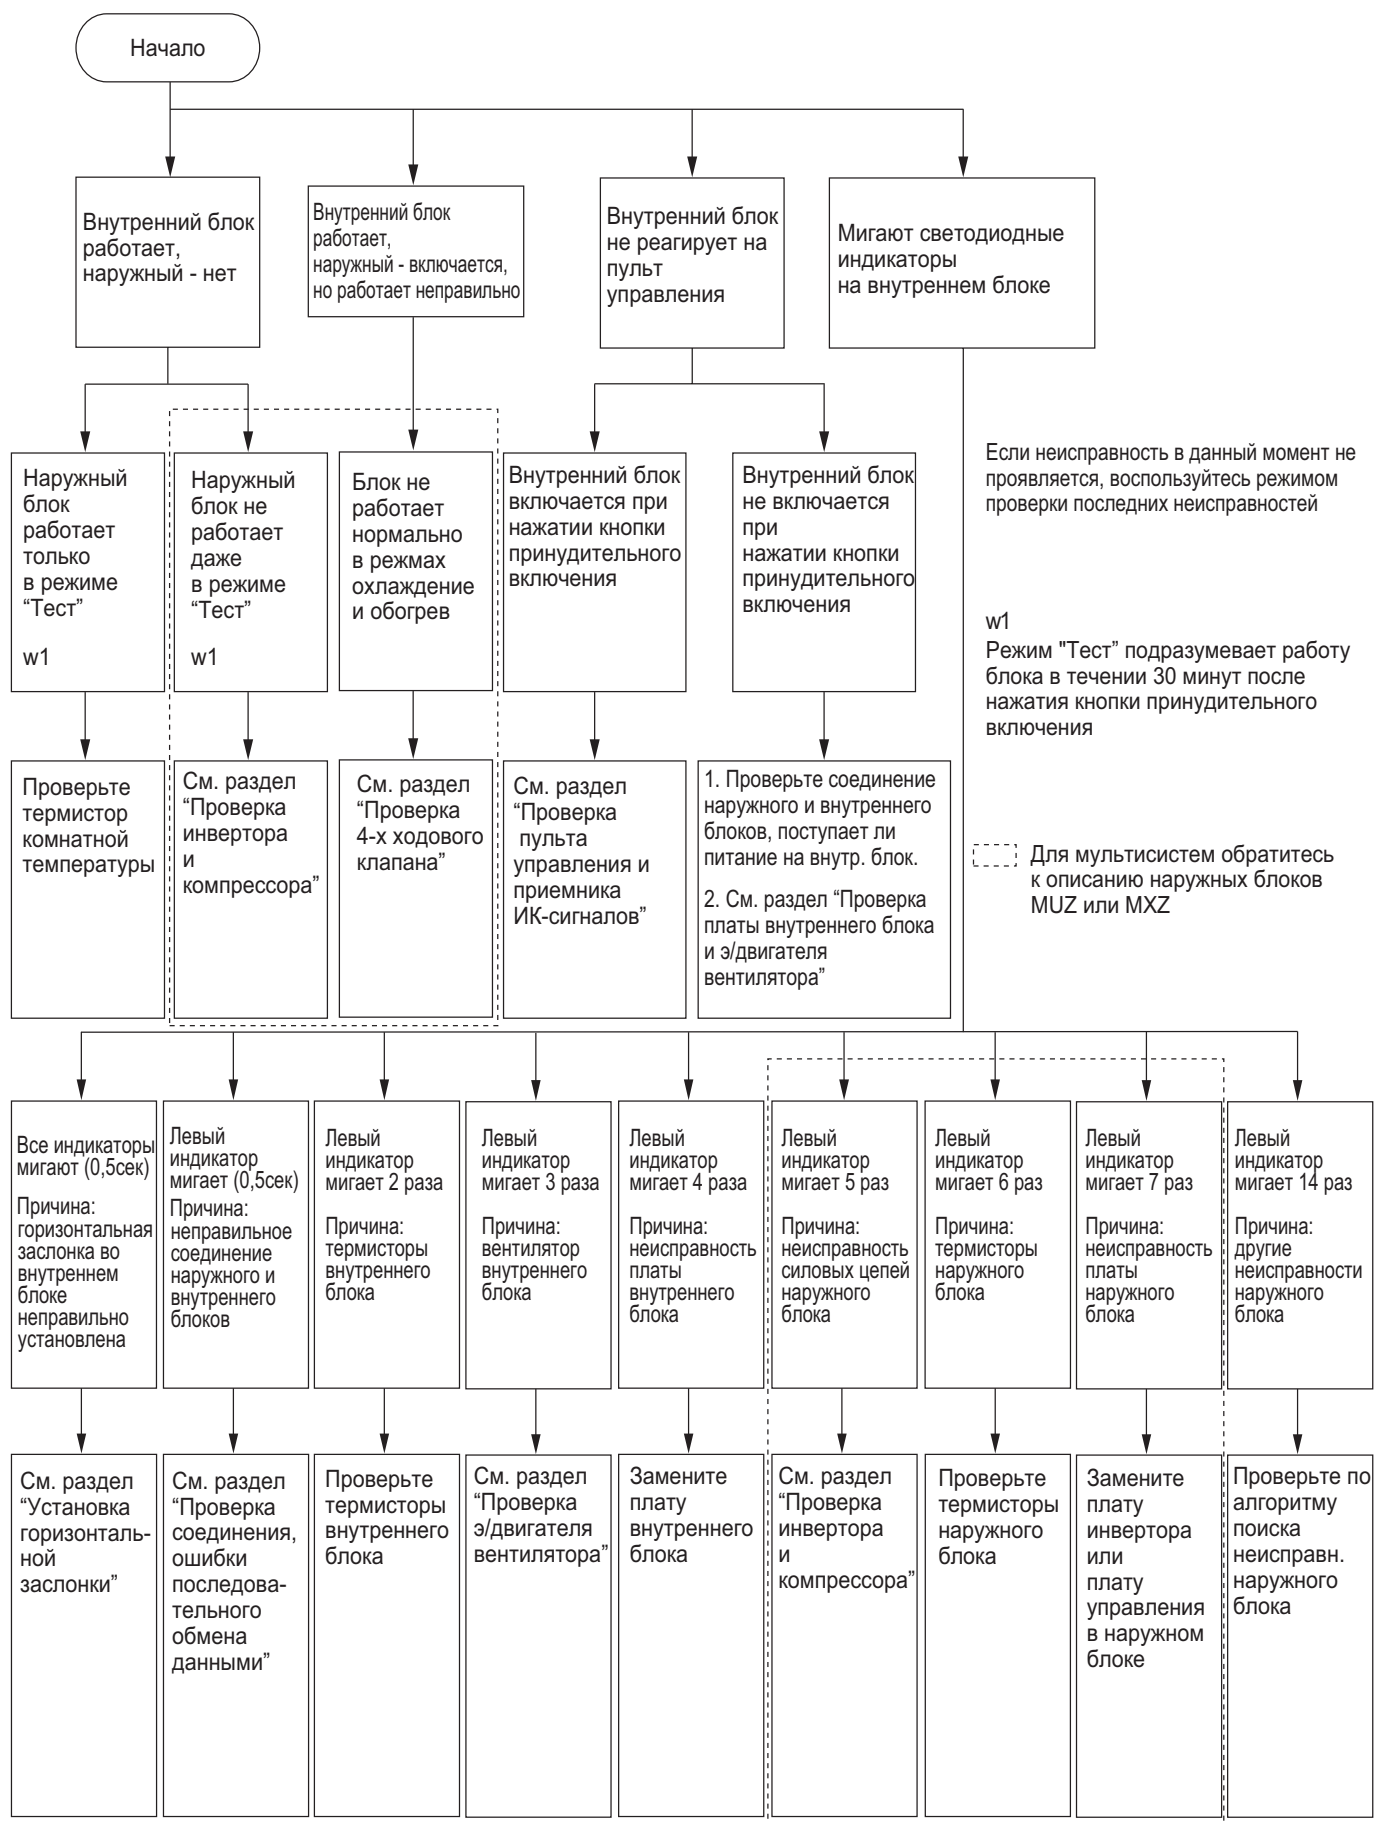 Начало
Внутренний блок
работает,
наружный - нет
Внутренний блок
работает,
наружный - включается,
но работает неправильно
Внутренний блок
не реагирует на
пульт
управления
Мигают светодиодные
индикаторы
на внутреннем блоке
Наружный
блок
работает
только
в режиме
“Тест”
w1
Наружный
блок не
работает
даже
в режиме
“Тест”
w1
Блок не
работает
нормально
в режмах
охлаждение
и обогрев
Внутренний блок
включается при
нажатии кнопки
принудительного
включения
Внутренний блок
не включается
при
нажатии кнопки
принудительного
включения
Если неисправность в данный момент не
проявляется, воспользуйтесь режимом
проверки последних неисправностей
w1
Режим "Тест” подразумевает работу
блока в течении 30 минут после
нажатия кнопки принудительного
включения
Проверьте
термистор
комнатной
температуры
См. раздел
“Проверка
инвертора
и
компрессора”
См. раздел
“Проверка
4-х ходового
клапана”
См. раздел
“Проверка
пульта
управления и
приемника
ИК-сигналов”
1. Проверьте соединение
наружного и внутреннего
блоков, поступает ли
питание на внутр. блок.
2. См. раздел “Проверка
платы внутреннего блока
и э/двигателя
вентилятора”
Для мультисистем обратитесь
к описанию наружных блоков
MUZ или MXZ
Все индикаторы
мигают (0,5сек)
Причина:
горизонтальная
заслонка во
внутреннем
блоке
неправильно
установлена
Левый
индикатор
мигает (0,5сек)
Причина:
неправильное
соединение
наружного и
внутреннего
блоков
Левый
индикатор
мигает 2 раза
Причина:
термисторы
внутреннего
блока
Левый
индикатор
мигает 3 раза
Причина:
вентилятор
внутреннего
блока
Левый
индикатор
мигает 4 раза
Причина:
неисправность
платы
внутреннего
блока
Левый
индикатор
мигает 5 раз
Причина:
неисправность
силовых цепей
наружного
блока
Левый
индикатор
мигает 6 раз
Причина:
термисторы
наружного
блока
Левый
индикатор
мигает 7 раз
Причина:
неисправность
платы
наружного
блока
Левый
индикатор
мигает 14 раз
Причина:
другие
неисправности
наружного
блока
См. раздел
“Установка
горизонталь-
ной
заслонки”
См. раздел
“Проверка
соединения,
ошибки
последова-
тельного
обмена
данными”
Проверьте
термисторы
внутреннего
блока
См. раздел
“Проверка
э/двигателя
вентилятора”
Замените
плату
внутреннего
блока
См. раздел
“Проверка
инвертора
и
компрессора”
Проверьте
термисторы
наружного
блока
Замените
плату
инвертора
или
плату
управления
в наружном
блоке
Проверьте по
алгоритму
поиска
неисправн.
наружного
блока